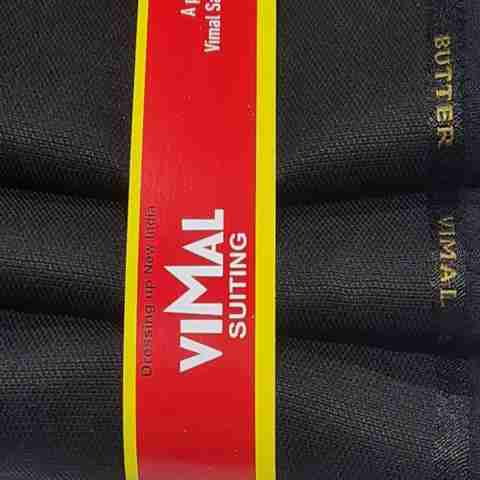 A
Vimal
Dressing up New India
VIMAL
SUITING
BUTTER VIMAL